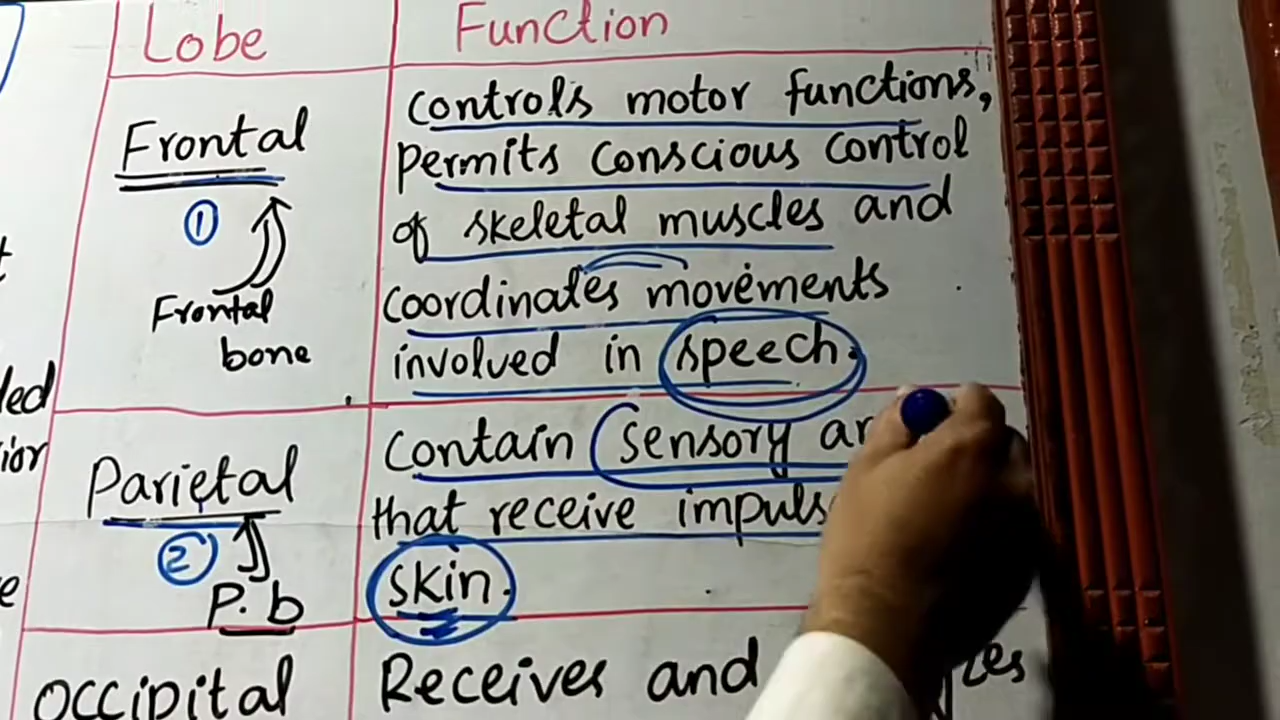 Lobe Function
Frontal
1
Frontal
bone
controls motor functions,
permits conscious control
of skeletal muscles and
coordinates movements
involved in speech.
Parietal
2
P. b
Contain sensory
that receive
skin.
Occipital
Receives and